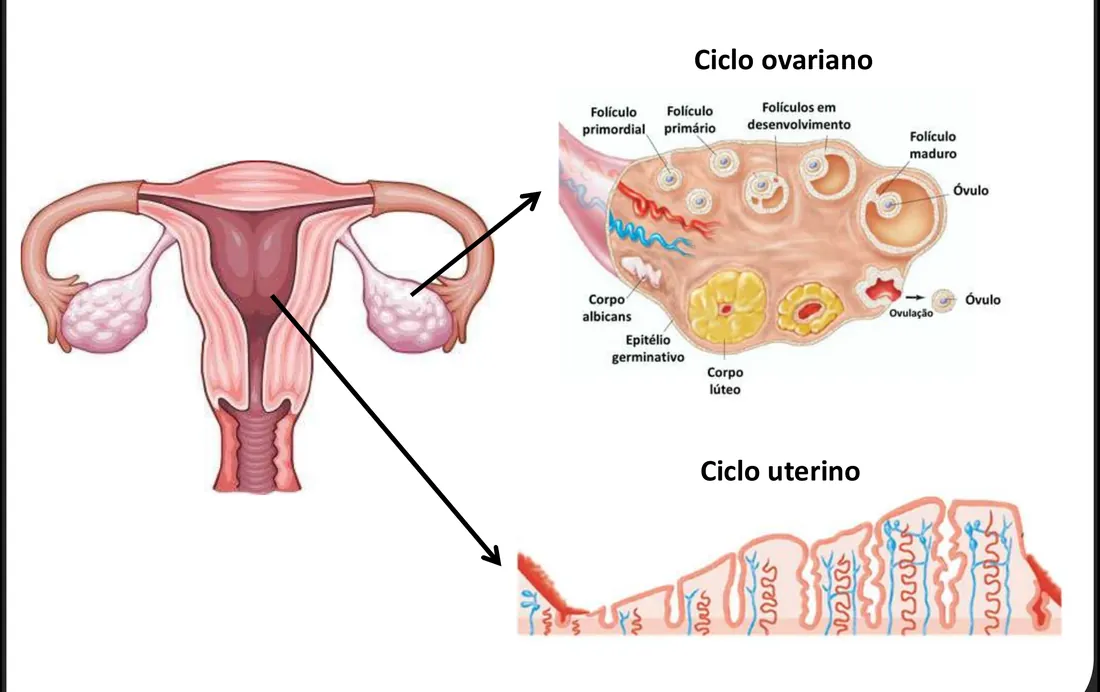 Ciclo ovariano
Folículo
primordial
Folículo
primário
Folículos em
desenvolvimento
Folículo
maduro
Óvulo
Corpo
albicans
Epitélio
germinativo
Corpo
lúteo
Ovulação
Óvulo
Ciclo uterino